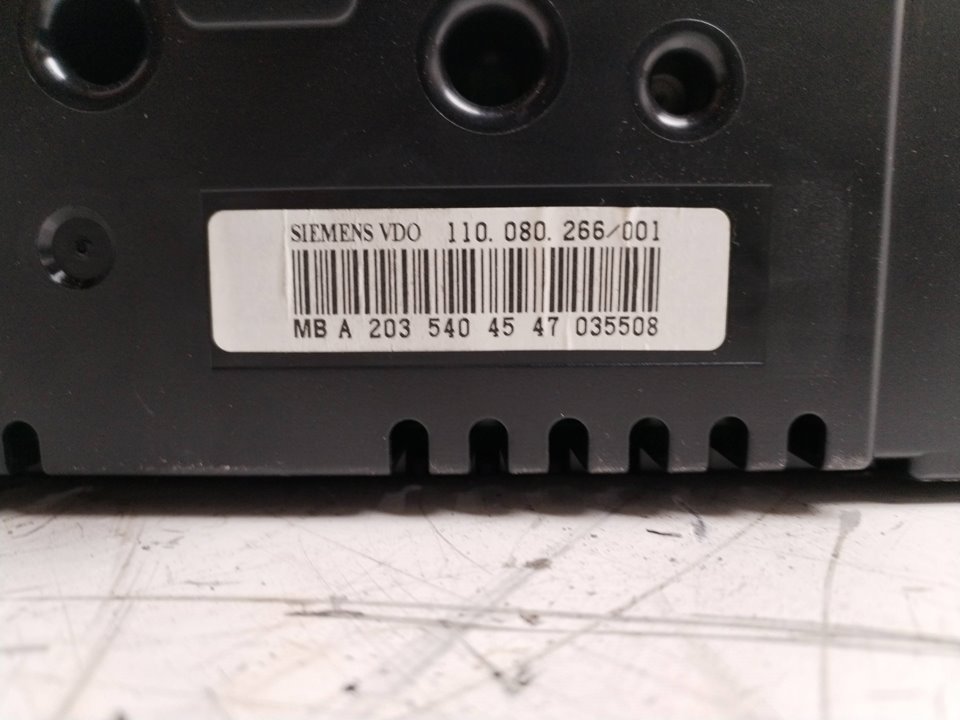 SIEMENS VDO 110.080.266/001
MB A 203 540 45 47 035508